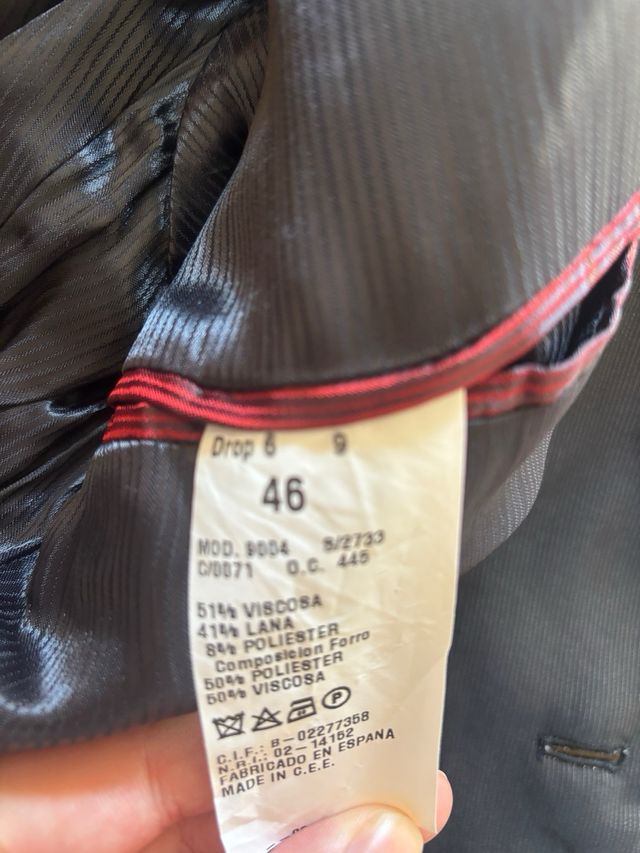 Drop 6 9
46
MOD. 9004 S/2733
C/0071 O.C. 445
51% VISCOSA
41% LANA
8% POLIESTER
Composicion Forro
50% POLIESTER
50% VISCOSA
P
C.I.F.: B-02277358
N.R.I.: 02-14152
FABRICADO EN ESPAÑA
MADE IN C.E.E.